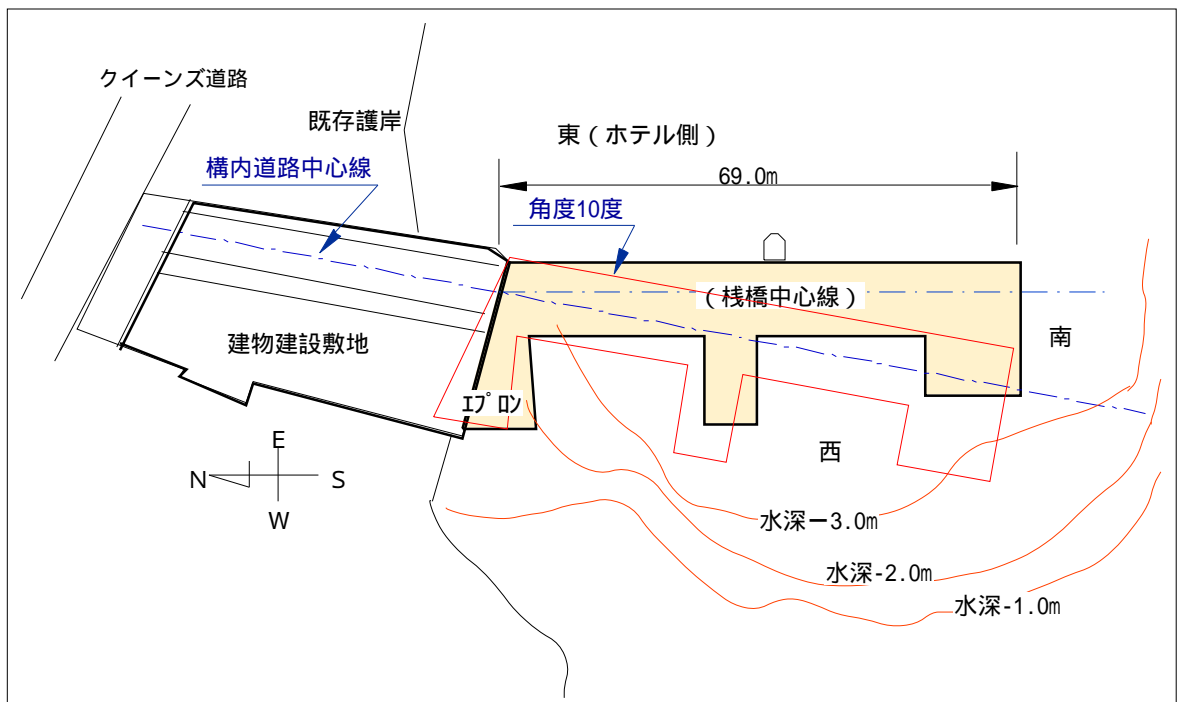 クイーンズ道路
既存護岸
東（ホテル側）
構内道路中心線
69.0m
角度10度
（桟橋中心線）
南
建物建設敷地
ｴﾌﾟﾛﾝ
西
E
N
S
W
水深ー3.0m
水深-2.0m
水深-1.0m